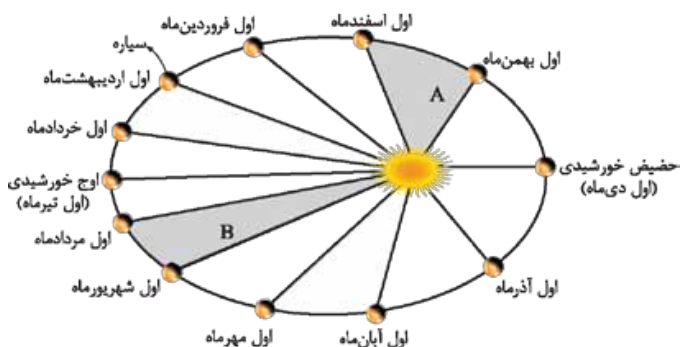 اول اسفندماه
اول فروردین‌ماه
اول بهمن‌ماه
سیاره
اول اردیبهشت‌ماه
A
اول خردادماه
حضیض خورشیدی
(اول دی‌ماه)
اوج خورشیدی
(اول تیرماه)
اول مردادماه
B
اول شهریورماه
اول آذرماه
اول مهرماه
اول آبان‌ماه